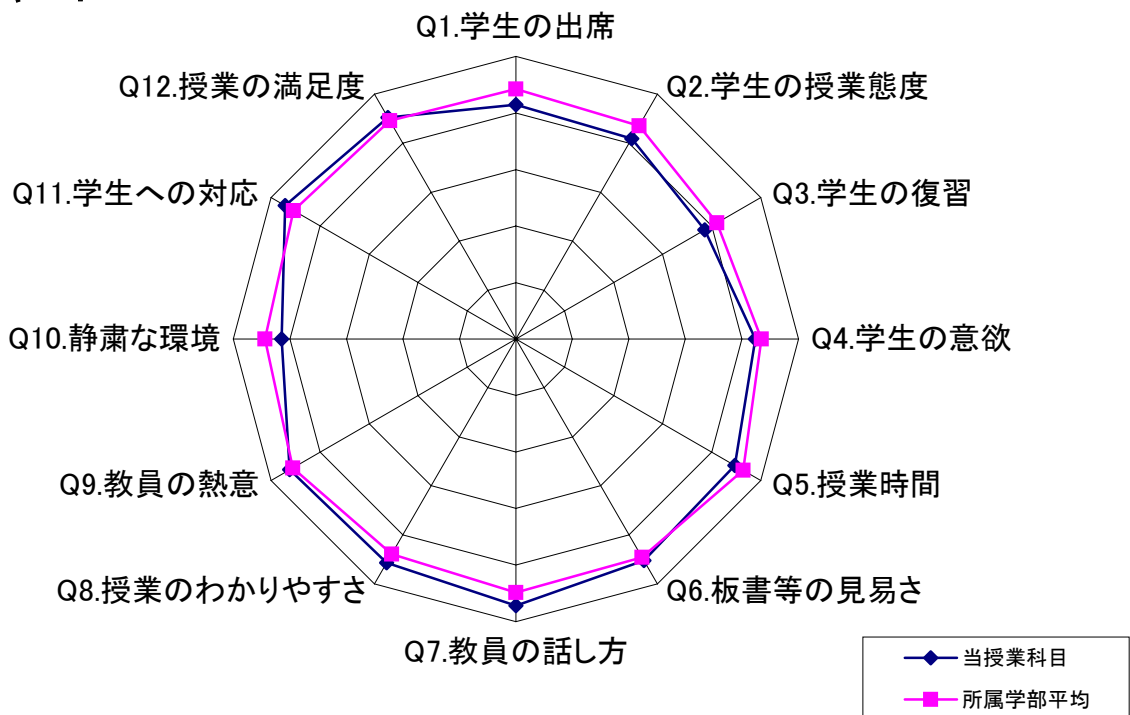 Q1.学生の出席
Q2.学生の授業態度
Q3.学生の復習
Q4.学生の意欲
Q5.授業時間
Q6.板書等の見易さ
Q7.教員の話し方
Q8.授業のわかりやすさ
Q9.教員の熱意
Q10.静粛な環境
Q11.学生への対応
Q12.授業の満足度
当授業科目
所属学部平均